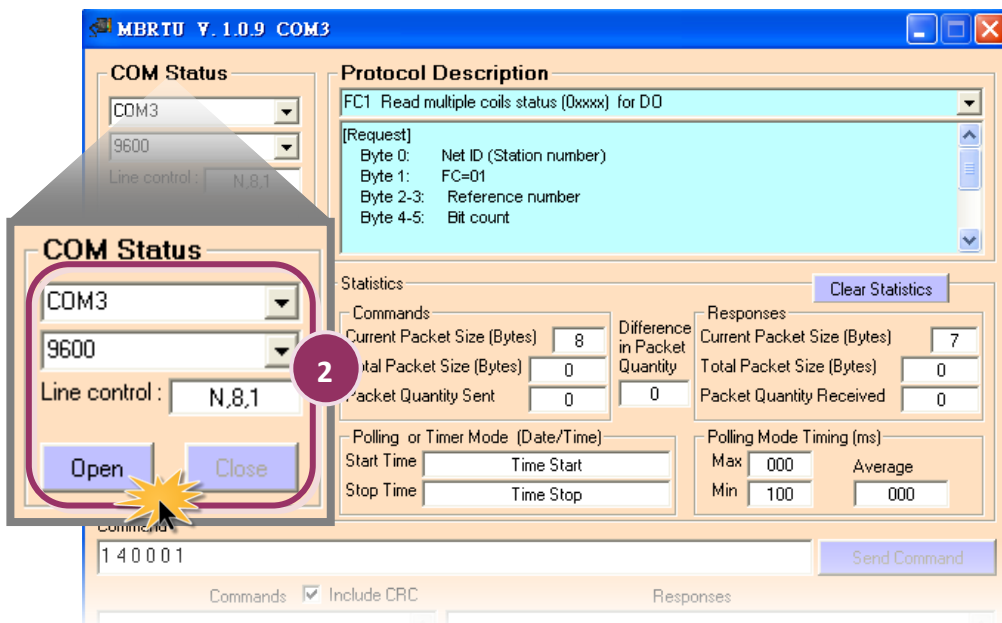 MBRTU V. 1.0.9 COM3
COM Status
COM3
9600
Line control : N,8,1
Protocol Description
FC1 Read multiple coils status (0xxxx) for DO
[Request]
Byte 0: Net ID (Station number)
Byte 1: FC=01
Byte 2-3: Reference number
Byte 4-5: Bit count
COM Status
COM3
9600
Line control : N,8,1
Open Close
2
Statistics
Clear Statistics
Commands
Current Packet Size (Bytes) 8
Total Packet Size (Bytes) 0
Packet Quantity Sent 0
Difference
in Packet
Quantity
0
Responses
Current Packet Size (Bytes) 7
Total Packet Size (Bytes) 0
Packet Quantity Received 0
Polling or Timer Mode (Date/Time)
Start Time Time Start
Stop Time Time Stop
Polling Mode Timing (ms)
Max 000 Average
Min 100 000
Command
1 4 0 0 0 1
Send Command
Commands Include CRC Responses